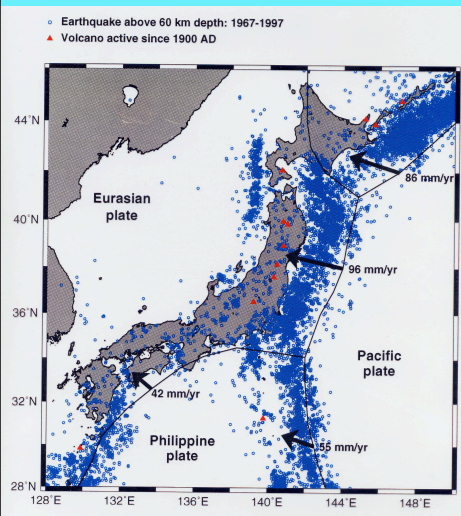 Earthquake above 60 km depth: 1967-1997
Volcano active since 1900 AD
44°N
40°N
36°N
32°N
28°N
Eurasian
plate
86 mm/yr
96 mm/yr
Pacific
plate
42 mm/yr
Philippine
plate
55 mm/yr
128°E
132°E
136°E
140°E
144°E
148°E